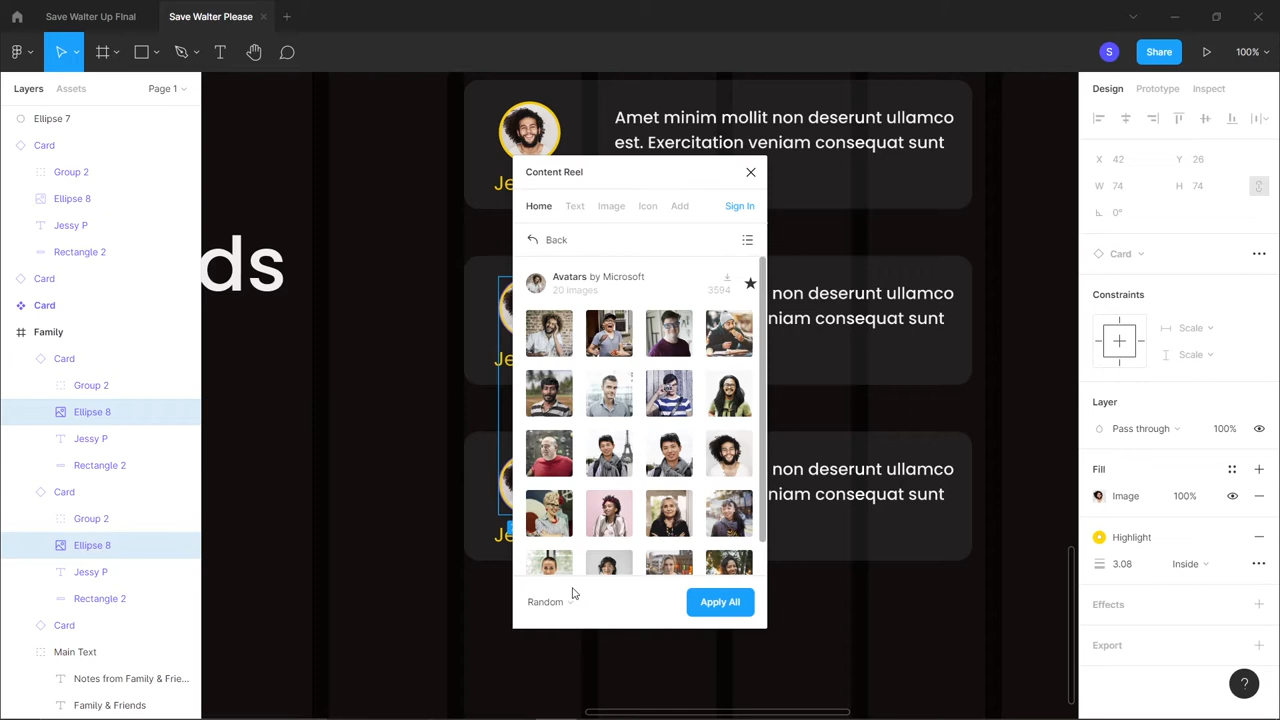 Save Walter Up FInal
Save Walter Please
Share
S
100%
Layers
Assets
Page 1
Ellipse 7
Card
Group 2
Ellipse 8
Jessy P
Rectangle 2
Card
Card
Family
Card
Group 2
Ellipse 8
Jessy P
Rectangle 2
Card
Group 2
Ellipse 8
Jessy P
Rectangle 2
Card
Main Text
Notes from Family & Frie...
Family & Friends
ds
Amet minim mollit non deserunt ullamco
est. Exercitation veniam consequat sunt
Je
non deserunt ullamco
niam consequat sunt
Je
non deserunt ullamco
niam consequat sunt
Je
Content Reel
Home
Text
Image
Icon
Add
Sign In
Back
Avatars by Microsoft
20 images
3594
Random
Apply All
Design
Prototype
Inspect
X 42
Y 26
W 74
H 74
0°
Card
Constraints
Scale
Scale
Layer
Pass through
100%
Fill
Image
100%
Highlight
3.08
Inside
Effects
Export
?